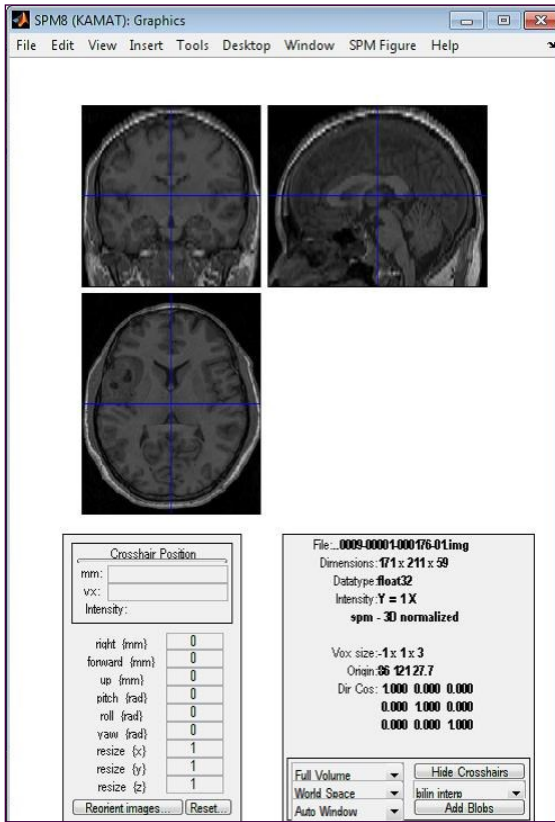 SPM8 (KAMAT): Graphics
File Edit View Insert Tools Desktop Window SPM Figure Help
Crosshair Position
mm:
vx:
Intensity:
right {mm} 0
forward {mm} 0
up {mm} 0
pitch {rad} 0
roll {rad} 0
yaw {rad} 0
resize {x} 1
resize {y} 1
resize {z} 1
Reorient images... Reset...
File: ...0009-00001-000176-01.img
Dimensions: 171 x 211 x 59
Datatype: float32
Intensity: Y = 1 X
spm - 3D normalized
Vox size: -1 x 1 x 3
Origin: 86 121 27.7
Dir Cos: 1.000 0.000 0.000
0.000 1.000 0.000
0.000 0.000 1.000
Full Volume Hide Crosshairs
World Space bilin interp
Auto Window Add Blobs